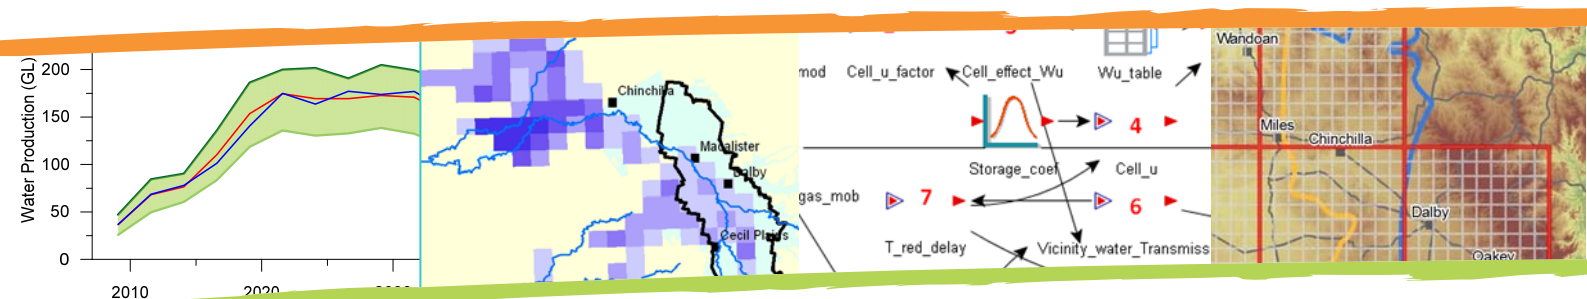 Water Production (GL)
200
150
100
50
0
2010
2020
Chinchilla
Macalister
Dalby
Cecil Plains
mod
Cell_u_factor
Cell_effect_Wu
Wu_table
4
Storage_coef
Cell_u
gas_mob
7
6
T_red_delay
Vicinity_water_Transmiss
Wandoan
Miles
Chinchilla
Dalby
Oakey